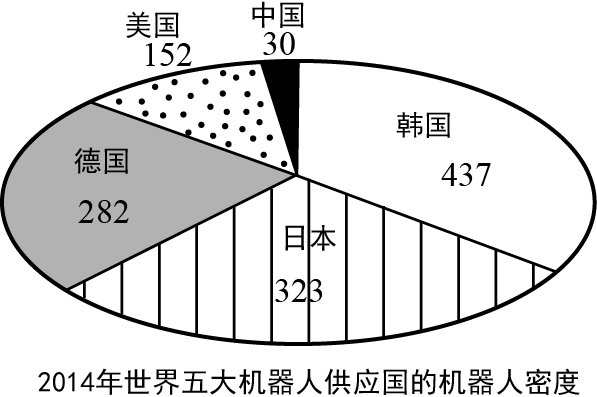 中国
30
美国
152
韩国
437
德国
282
日本
323
2014年世界五大机器人供应国的机器人密度